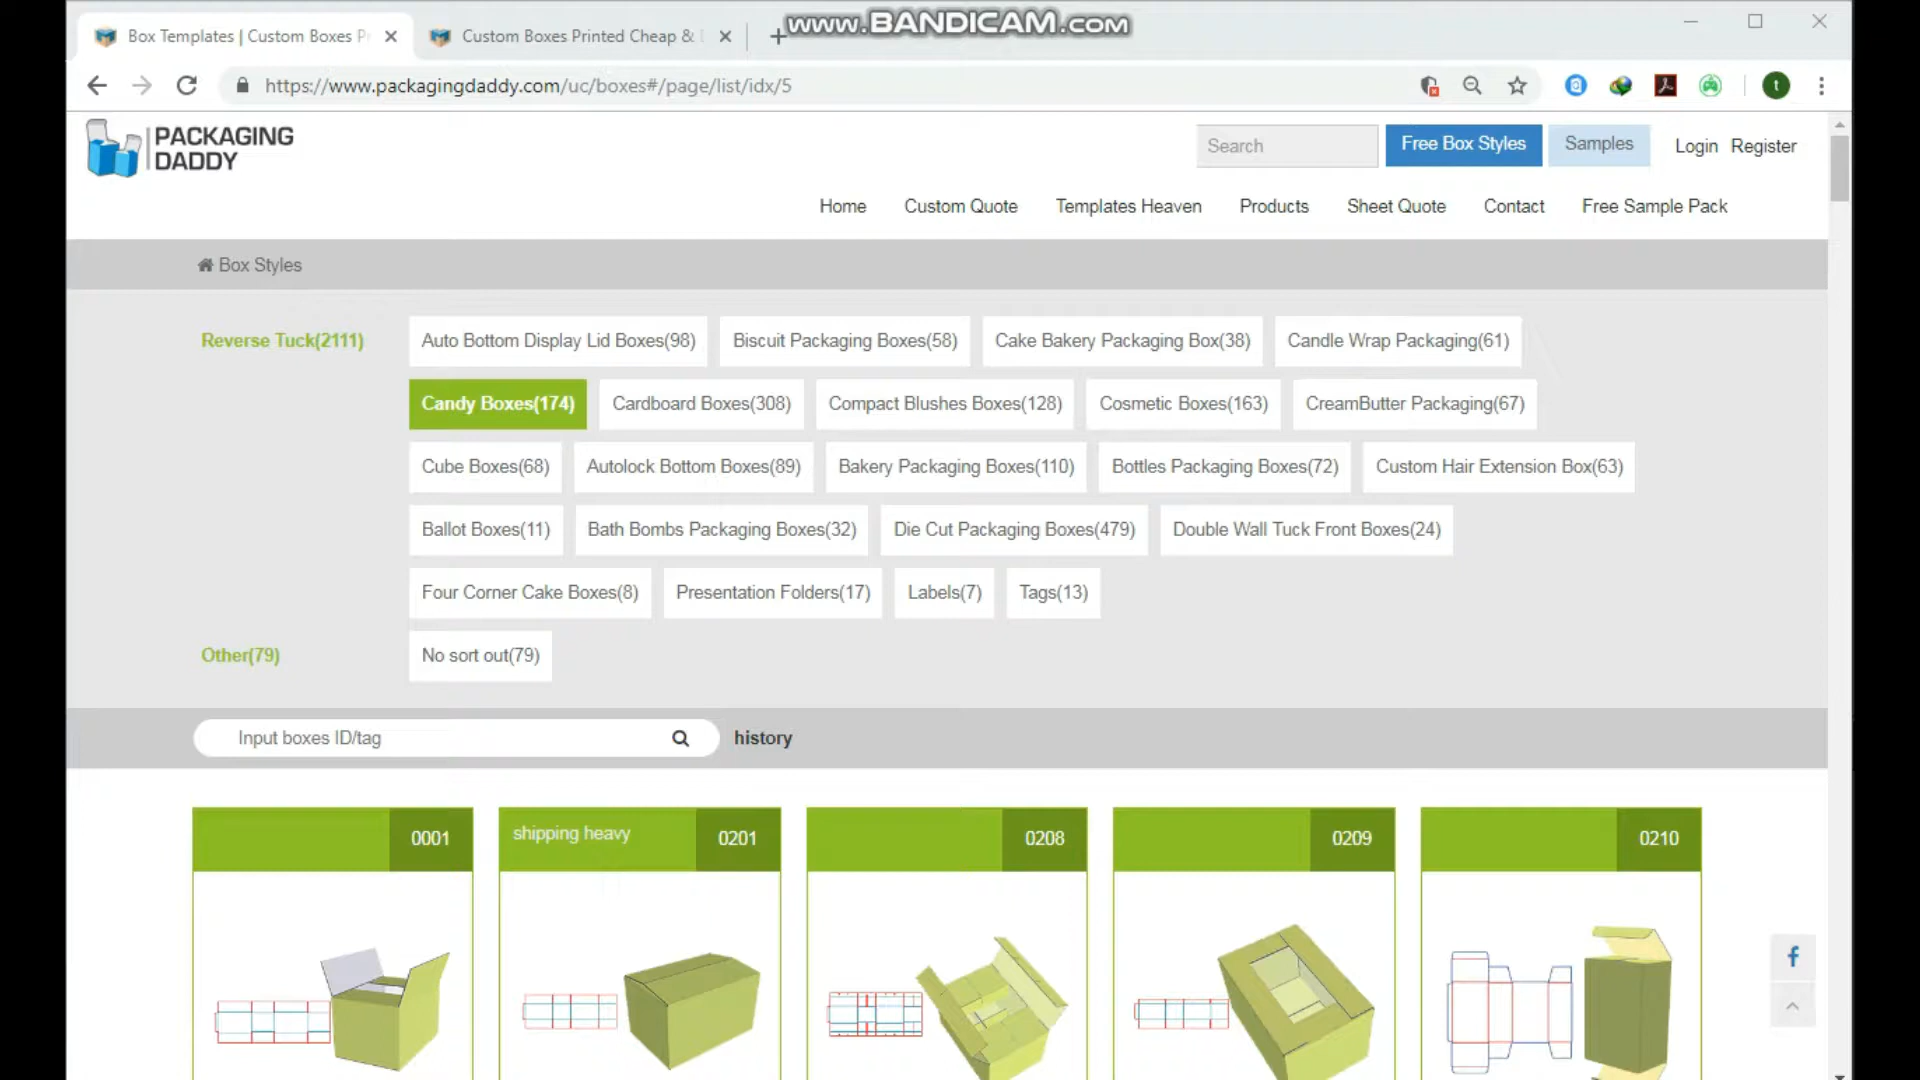 www.BANDICAM.com
Box Templates | Custom Boxes P
Custom Boxes Printed Cheap &
https://www.packagingdaddy.com/uc/boxes#/page/list/idx/5
t
PACKAGING
DADDY
Search
Free Box Styles
Samples
Login
Register
Home
Custom Quote
Templates Heaven
Products
Sheet Quote
Contact
Free Sample Pack
Box Styles
Reverse Tuck(2111)
Auto Bottom Display Lid Boxes(98)
Biscuit Packaging Boxes(58)
Cake Bakery Packaging Box(38)
Candle Wrap Packaging(61)
Candy Boxes(174)
Cardboard Boxes(308)
Compact Blushes Boxes(128)
Cosmetic Boxes(163)
CreamButter Packaging(67)
Cube Boxes(68)
Autolock Bottom Boxes(89)
Bakery Packaging Boxes(110)
Bottles Packaging Boxes(72)
Custom Hair Extension Box(63)
Ballot Boxes(11)
Bath Bombs Packaging Boxes(32)
Die Cut Packaging Boxes(479)
Double Wall Tuck Front Boxes(24)
Four Corner Cake Boxes(8)
Presentation Folders(17)
Labels(7)
Tags(13)
Other(79)
No sort out(79)
Input boxes ID/tag
history
0001
shipping heavy
0201
0208
0209
0210